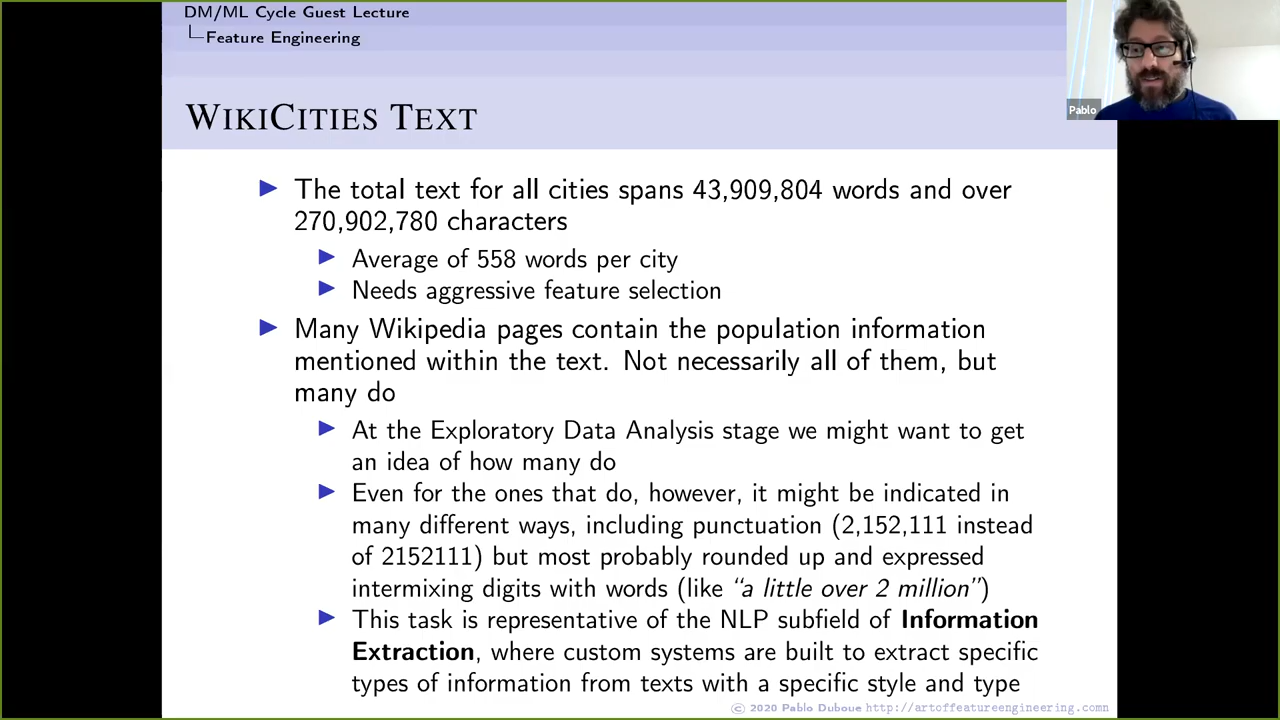 DM/ML Cycle Guest Lecture
Feature Engineering
Pablo
WIKICITIES TEXT
The total text for all cities spans 43,909,804 words and over
270,902,780 characters
Average of 558 words per city
Needs aggressive feature selection
Many Wikipedia pages contain the population information
mentioned within the text. Not necessarily all of them, but
many do
At the Exploratory Data Analysis stage we might want to get
an idea of how many do
Even for the ones that do, however, it might be indicated in
many different ways, including punctuation (2,152,111 instead
of 2152111) but most probably rounded up and expressed
intermixing digits with words (like “a little over 2 million”)
This task is representative of the NLP subfield of Information
Extraction, where custom systems are built to extract specific
types of information from texts with a specific style and type
© 2020 Pablo Duboue http://artoffeatureengineering.comn